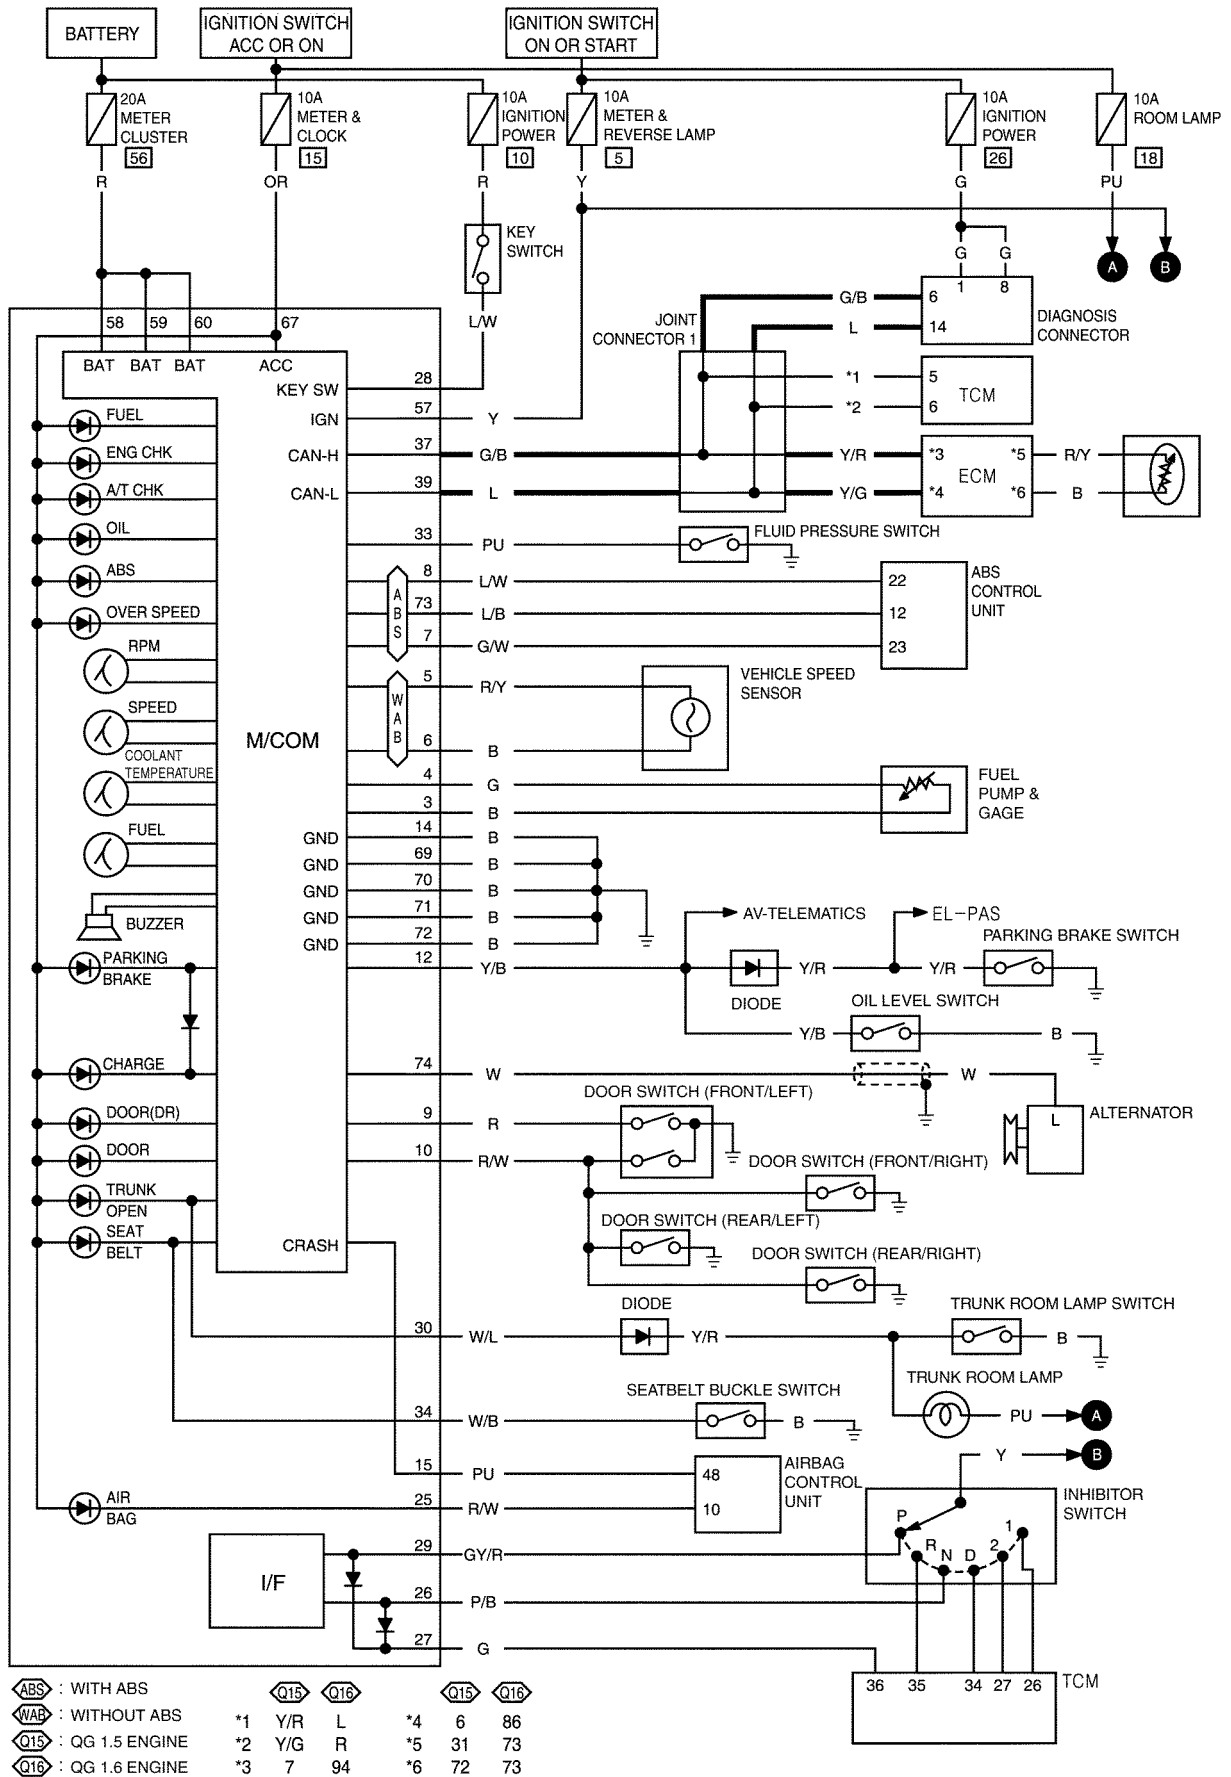 BATTERY
IGNITION SWITCH
ACC OR ON
IGNITION SWITCH
ON OR START
20A
METER
CLUSTER
56
10A
METER &
CLOCK
15
10A
IGNITION
POWER
10
10A
METER &
REVERSE LAMP
5
10A
IGNITION
POWER
26
10A
ROOM LAMP
18
R
OR
R
Y
G
PU
KEY
SWITCH
G G
A
B
L/W
58 59 60 67
BAT BAT BAT ACC
JOINT
CONNECTOR 1
G/B 6 1 8
L 14
DIAGNOSIS
CONNECTOR
KEY SW 28
*1 5
*2 6
TCM
IGN 57 Y
CAN-H 37 G/B Y/R *3 *5 R/Y
ECM
CAN-L 39 L Y/G *4 *6 B
FUEL
ENG CHK
A/T CHK
OIL
ABS
OVER SPEED
RPM
SPEED
COOLANT
TEMPERATURE
FUEL
BUZZER
M/COM
33 PU FLUID PRESSURE SWITCH
ABS
8 L/W 22
73 L/B 12
7 G/W 23
ABS
CONTROL
UNIT
WAB
5 R/Y
6 B
VEHICLE SPEED
SENSOR
4 G
3 B
FUEL
PUMP &
GAGE
GND 14 B
GND 69 B
GND 70 B
GND 71 B
GND 72 B
AV-TELEMATICS
EL-PAS
PARKING BRAKE SWITCH
PARKING
BRAKE
12 Y/B Y/R Y/R
DIODE
OIL LEVEL SWITCH
Y/B B
CHARGE 74 W W
ALTERNATOR
L
DOOR SWITCH (FRONT/LEFT)
DOOR(DR) 9 R
DOOR 10 R/W
DOOR SWITCH (FRONT/RIGHT)
TRUNK
OPEN
DOOR SWITCH (REAR/LEFT)
SEAT
BELT
CRASH
DOOR SWITCH (REAR/RIGHT)
DIODE
TRUNK ROOM LAMP SWITCH
30 W/L Y/R B
TRUNK ROOM LAMP
PU A
SEATBELT BUCKLE SWITCH
34 W/B B
Y B
15 PU 48
AIRBAG
CONTROL
UNIT
AIR
BAG
25 R/W 10
INHIBITOR
SWITCH
P R N D 2 1
I/F
29 GY/R
26 P/B
27 G
36 35 34 27 26
TCM
ABS : WITH ABS
WAB : WITHOUT ABS
Q15 : QG 1.5 ENGINE
Q16 : QG 1.6 ENGINE
Q15 Q16 Q15 Q16
*1 Y/R L *4 6 86
*2 Y/G R *5 31 73
*3 7 94 *6 72 73